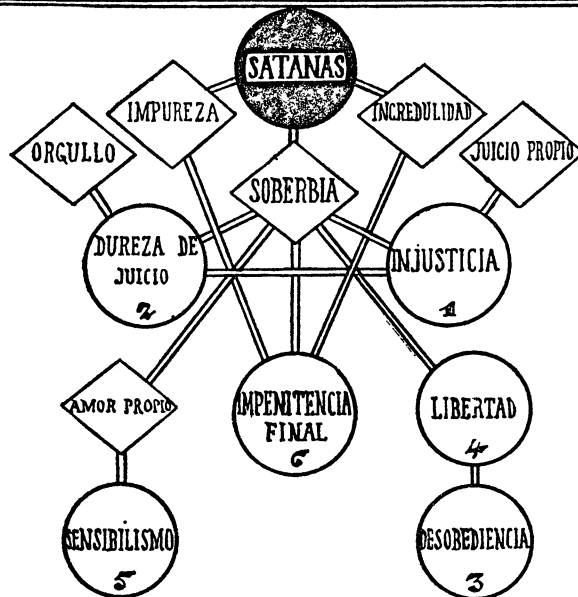 SATANAS
IMPUREZA
INCREDULIDAD
ORGULLO
JUICIO PROPIO
SOBERBIA
DUREZA DE
JUICIO
2
INJUSTICIA
1
AMOR PROPIO
IMPENITENCIA
FINAL
6
LIBERTAD
4
SENSIBILISMO
5
DESOBEDIENCIA
3